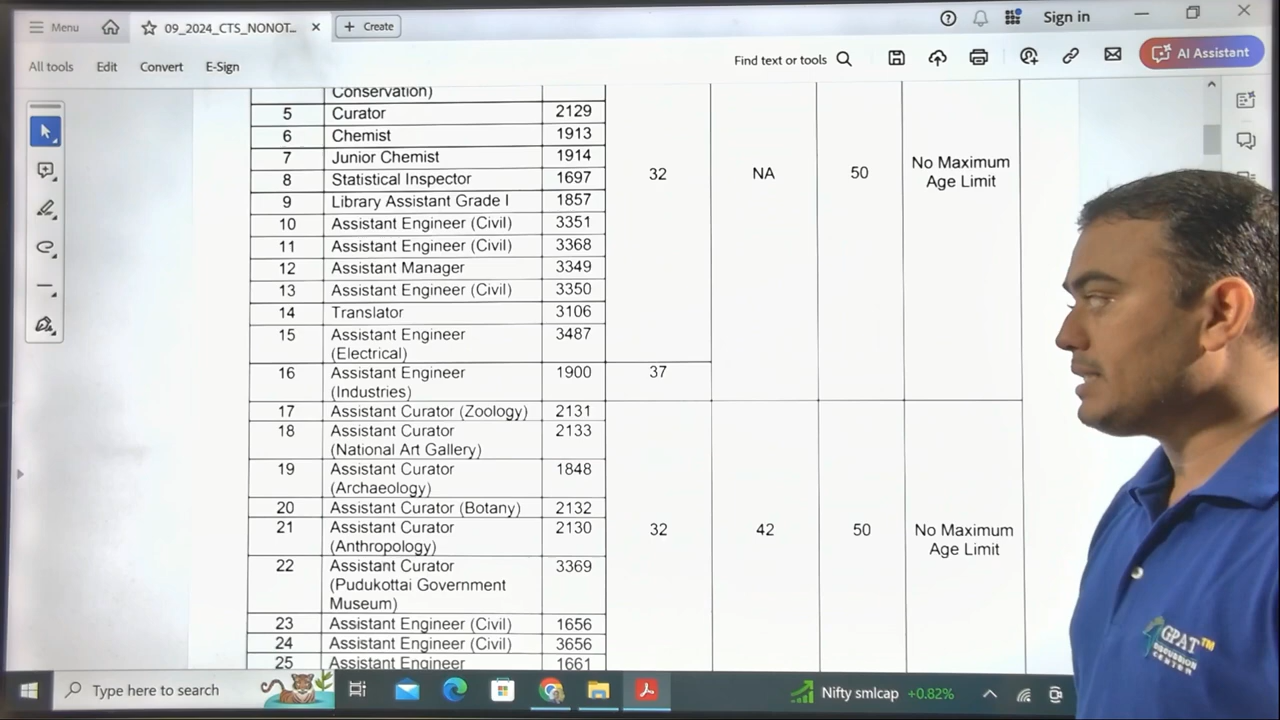 Menu
09_2024_CTS_NONOT...
Create
Sign in
All tools
Edit
Convert
E-Sign
Find text or tools
AI Assistant
Conservation)
5 Curator 2129
6 Chemist 1913
7 Junior Chemist 1914
8 Statistical Inspector 1697
9 Library Assistant Grade I 1857
10 Assistant Engineer (Civil) 3351
11 Assistant Engineer (Civil) 3368
12 Assistant Manager 3349
13 Assistant Engineer (Civil) 3350
14 Translator 3106
15 Assistant Engineer 3487
(Electrical)
32 NA 50 No Maximum
Age Limit
16 Assistant Engineer 1900 37
(Industries)
17 Assistant Curator (Zoology) 2131
18 Assistant Curator 2133
(National Art Gallery)
19 Assistant Curator 1848
(Archaeology)
20 Assistant Curator (Botany) 2132
21 Assistant Curator 2130
(Anthropology)
22 Assistant Curator 3369
(Pudukottai Government
Museum)
23 Assistant Engineer (Civil) 1656
24 Assistant Engineer (Civil) 3656
25 Assistant Engineer 1661
32 42 50 No Maximum
Age Limit
GPAT™
DISCUSSION
CENTER
Type here to search
Nifty smlcap +0.82%